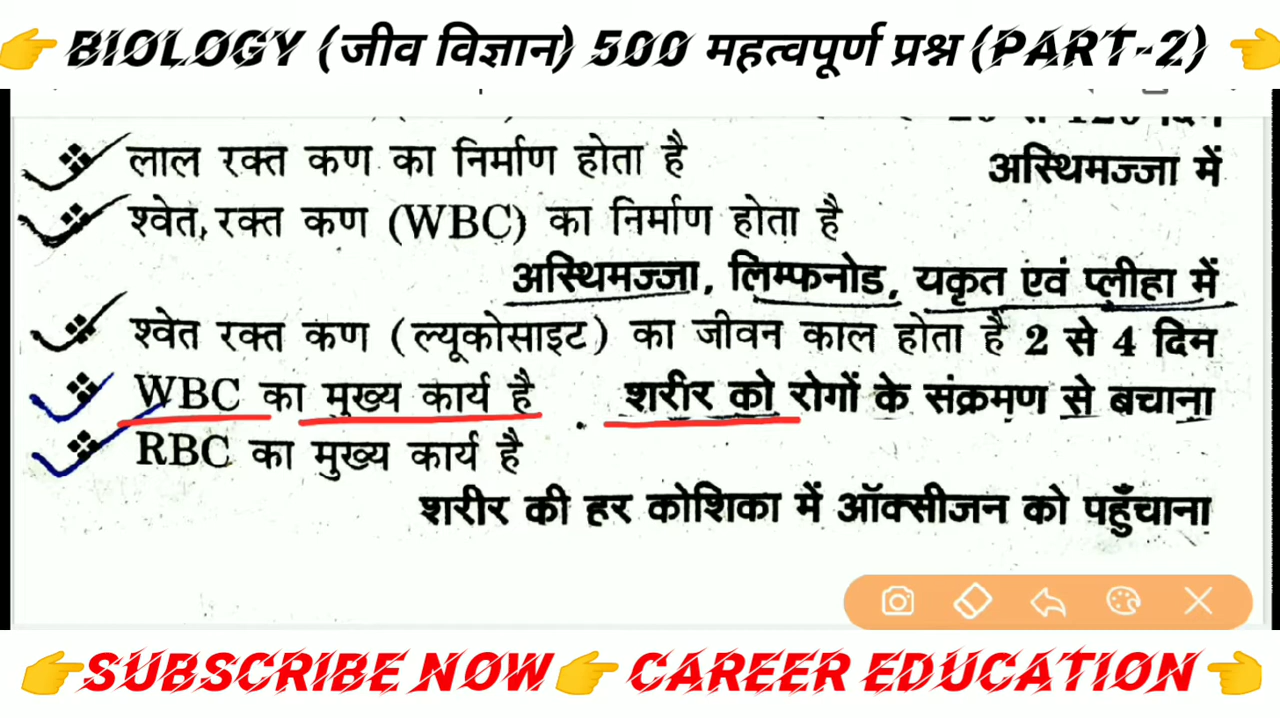 👉 BIOLOGY (जीव विज्ञान) 500 महत्वपूर्ण प्रश्न (PART-2) 👈
लाल रक्त कण का निर्माण होता है अस्थिमज्जा में
श्वेत रक्त कण (WBC) का निर्माण होता है
अस्थिमज्जा, लिम्फनोड, यकृत एवं प्लीहा में
श्वेत रक्त कण (ल्यूकोसाइट) का जीवन काल होता है 2 से 4 दिन
WBC का मुख्य कार्य है शरीर को रोगों के संक्रमण से बचाना
RBC का मुख्य कार्य है
शरीर की हर कोशिका में ऑक्सीजन को पहुँचाना
👉SUBSCRIBE NOW👉 CAREER EDUCATION 👈